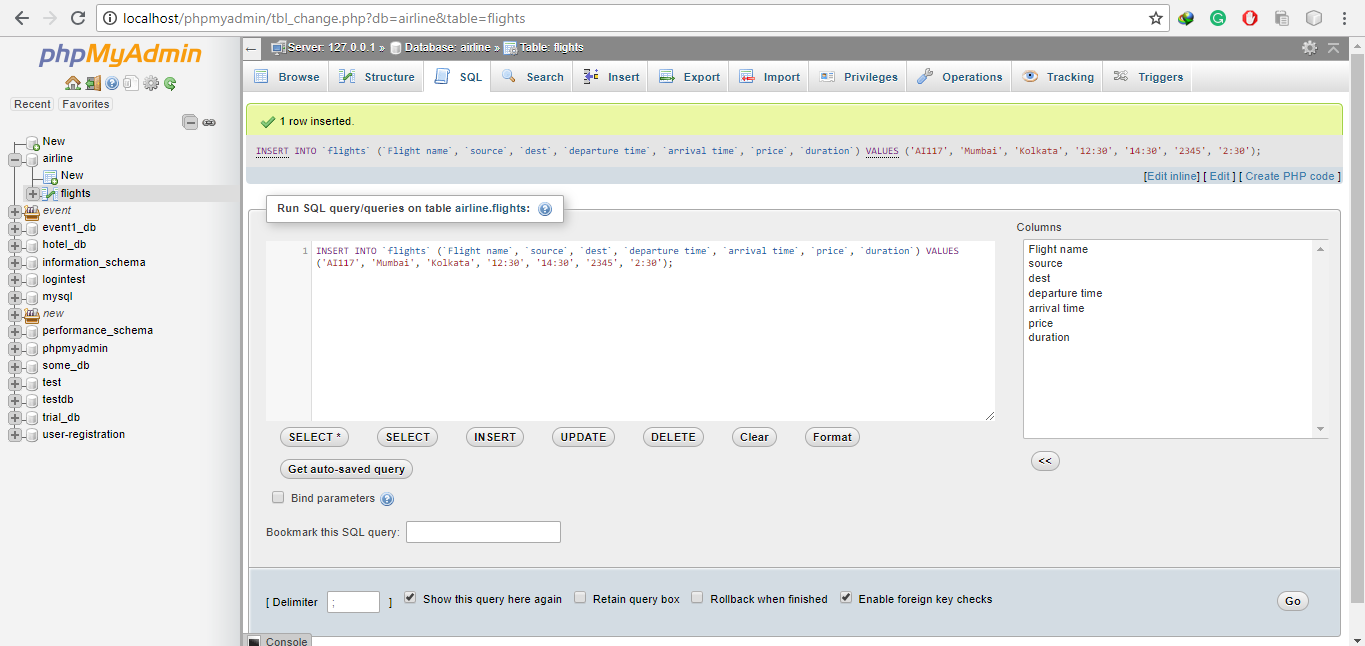 localhost/phpmyadmin/tbl_change.php?db=airline&table=flights
phpMyAdmin
Recent Favorites
New
airline
New
flights
event
event1_db
hotel_db
information_schema
logintest
mysql
new
performance_schema
phpmyadmin
some_db
test
testdb
trial_db
user-registration
Server: 127.0.0.1 » Database: airline » Table: flights
Browse Structure SQL Search Insert Export Import Privileges Operations Tracking Triggers
1 row inserted.
INSERT INTO `flights` (`Flight name`, `source`, `dest`, `departure time`, `arrival time`, `price`, `duration`) VALUES ('AI117', 'Mumbai', 'Kolkata', '12:30', '14:30', '2345', '2:30');
[Edit inline] [ Edit ] [ Create PHP code ]
Run SQL query/queries on table airline.flights:
1 INSERT INTO `flights` (`Flight name`, `source`, `dest`, `departure time`, `arrival time`, `price`, `duration`) VALUES
('AI117', 'Mumbai', 'Kolkata', '12:30', '14:30', '2345', '2:30');
Columns
Flight name
source
dest
departure time
arrival time
price
duration
<<
SELECT * SELECT INSERT UPDATE DELETE Clear Format
Get auto-saved query
Bind parameters
Bookmark this SQL query:
[ Delimiter ; ] Show this query here again Retain query box Rollback when finished Enable foreign key checks Go
Console